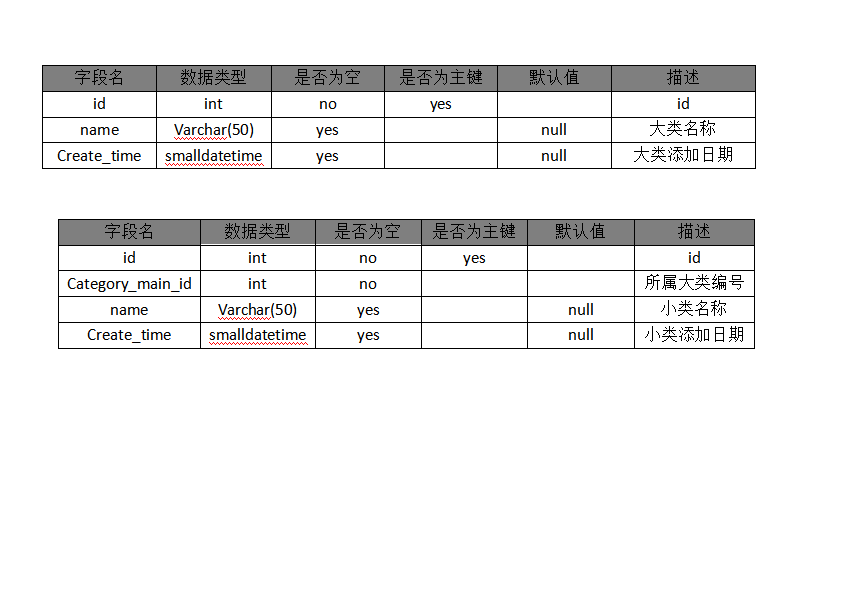 字段名 数据类型 是否为空 是否为主键 默认值 描述
id int no yes id
name Varchar(50) yes null 大类名称
Create_time smalldatetime yes null 大类添加日期
字段名 数据类型 是否为空 是否为主键 默认值 描述
id int no yes id
Category_main_id int no 所属大类编号
name Varchar(50) yes null 小类名称
Create_time smalldatetime yes null 小类添加日期